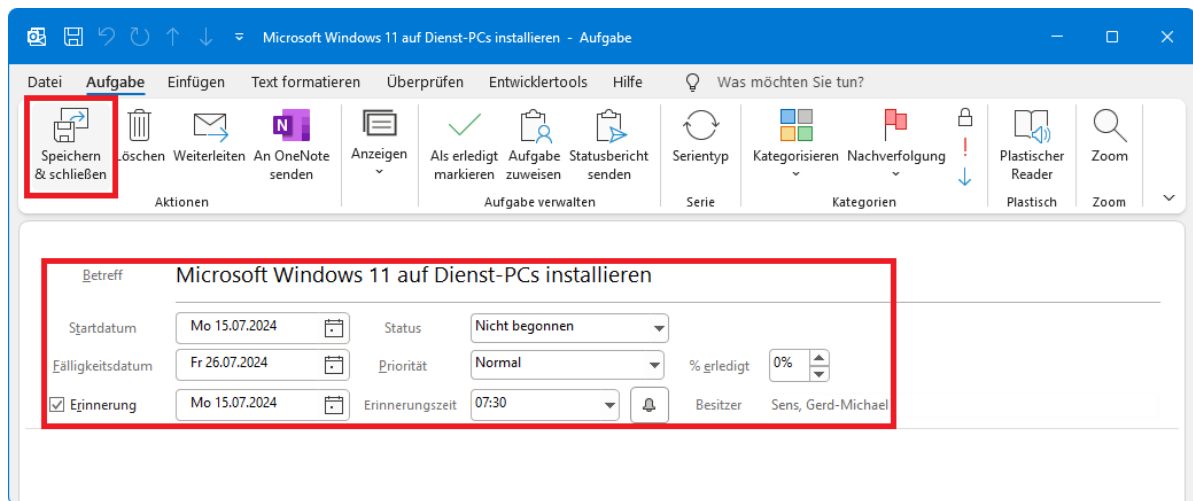 Microsoft Windows 11 auf Dienst-PCs installieren - Aufgabe
Datei Aufgabe Einfügen Text formatieren Überprüfen Entwicklertools Hilfe Was möchten Sie tun?
Speichern Löschen Weiterleiten An OneNote Anzeigen Als erledigt Aufgabe Statusbericht Serientyp Kategorisieren Nachverfolgung Plastischer Zoom
& schließen senden markieren zuweisen senden Reader
Aktionen Aufgabe verwalten Serie Kategorien Plastisch Zoom
Betreff Microsoft Windows 11 auf Dienst-PCs installieren
Startdatum Mo 15.07.2024 Status Nicht begonnen
Fälligkeitsdatum Fr 26.07.2024 Priorität Normal % erledigt 0%
Erinnerung Mo 15.07.2024 Erinnerungszeit 07:30 Besitzer Sens, Gerd-Michael